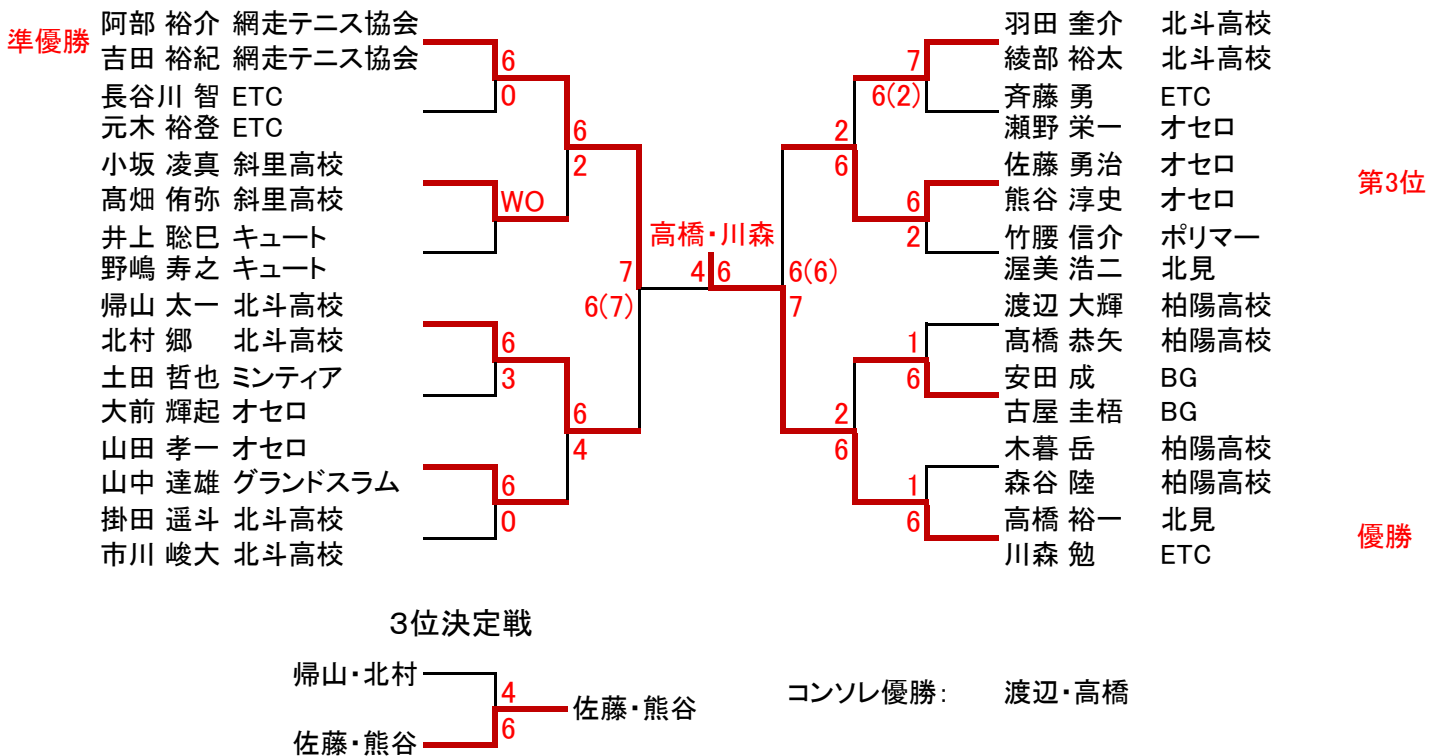 準優勝
阿部 裕介 網走テニス協会
吉田 裕紀 網走テニス協会
6
0
長谷川 智 ETC
元木 裕登 ETC
6
2
小坂 凌真 斜里高校
髙畑 侑弥 斜里高校
WO
井上 聡巳 キュート
野嶋 寿之 キュート
7
6(7)
帰山 太一 北斗高校
北村 郷 北斗高校
6
3
土田 哲也 ミンティア
大前 輝起 オセロ
6
4
山田 孝一 オセロ
山中 達雄 グランドスラム
6
0
掛田 遥斗 北斗高校
市川 峻大 北斗高校
高橋・川森
4 6
羽田 奎介 北斗高校
綾部 裕太 北斗高校
7
6(2)
斉藤 勇 ETC
瀬野 栄一 オセロ
2
6
佐藤 勇治 オセロ
第3位
熊谷 淳史 オセロ
6
2
竹腰 信介 ポリマー
渥美 浩二 北見
6(6)
7
渡辺 大輝 柏陽高校
髙橋 恭矢 柏陽高校
1
6
安田 成 BG
古屋 圭梧 BG
2
6
木暮 岳 柏陽高校
森谷 陸 柏陽高校
1
6
高橋 裕一 北見
優勝
川森 勉 ETC
3位決定戦
帰山・北村
4
6
佐藤・熊谷
佐藤・熊谷
コンソレ優勝: 渡辺・高橋